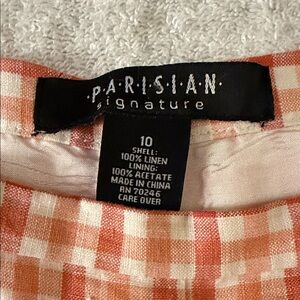 ·P·A·R·I·S·I·A·N·
signature
10
SHELL:
100% LINEN
LINING:
100% ACETATE
MADE IN CHINA
RN 70246
CARE OVER